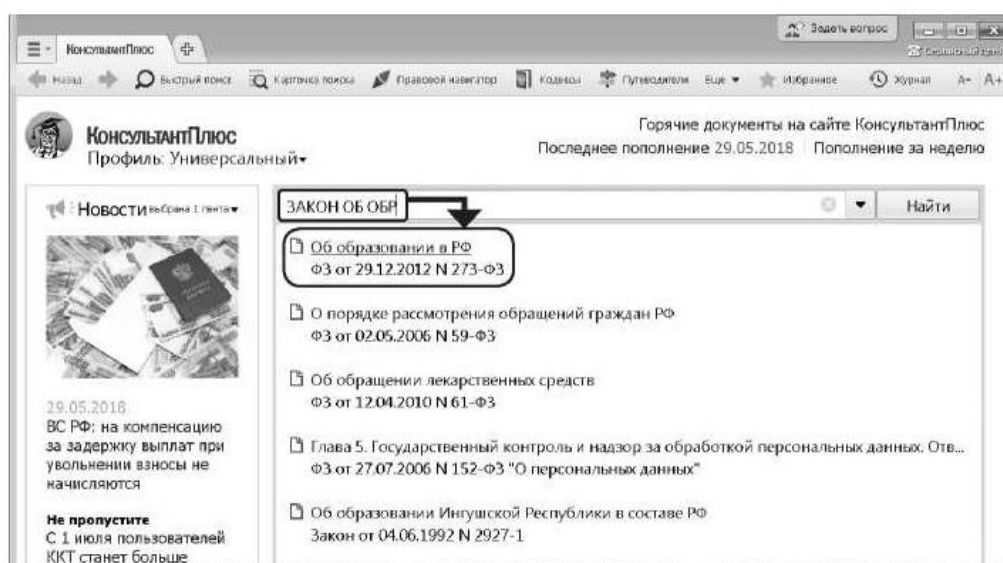 Задать вопрос
КонсультантПлюс
Назад
Быстрый поиск
Карточка поиска
Правовой навигатор
Кодексы
Путеводители
Еще
Избранное
Журнал
А-
А+
КонсультантПлюс
Профиль: Универсальный
Горячие документы на сайте КонсультантПлюс
Последнее пополнение 29.05.2018 Пополнение за неделю
Новости выбрана 1 лента
29.05.2018
ВС РФ: на компенсацию
за задержку выплат при
увольнении взносы не
начисляются
Не пропустите
С 1 июля пользователей
ККТ станет больше
ЗАКОН ОБ ОБР
Найти
Об образовании в РФ
ФЗ от 29.12.2012 N 273-ФЗ
О порядке рассмотрения обращений граждан РФ
ФЗ от 02.05.2006 N 59-ФЗ
Об обращении лекарственных средств
ФЗ от 12.04.2010 N 61-ФЗ
Глава 5. Государственный контроль и надзор за обработкой персональных данных. Отв...
ФЗ от 27.07.2006 N 152-ФЗ "О персональных данных"
Об образовании Ингушской Республики в составе РФ
Закон от 04.06.1992 N 2927-1